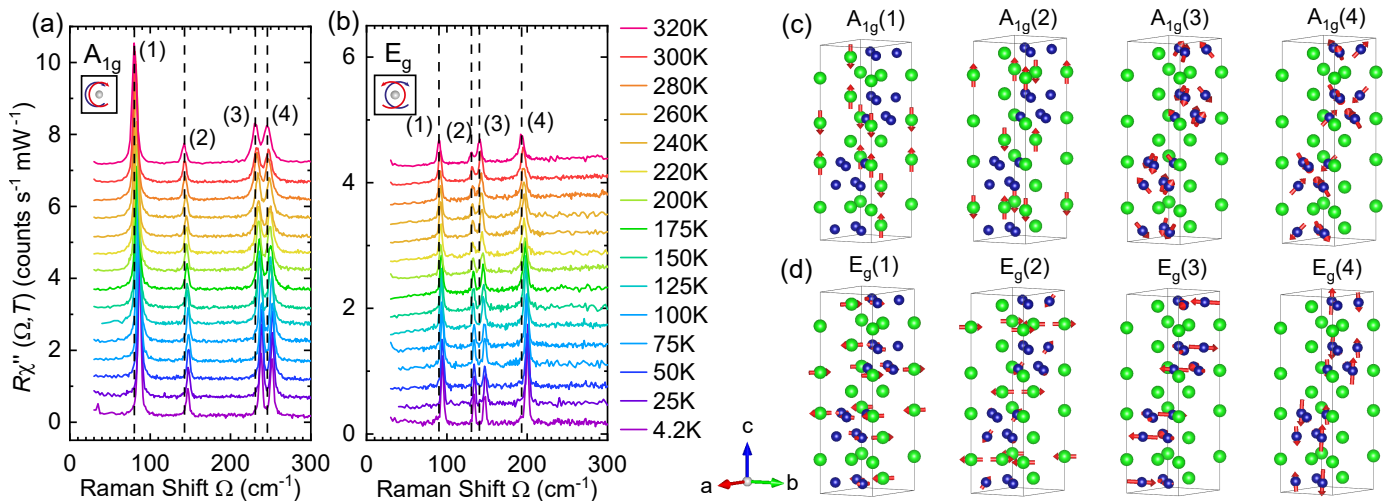 (a)
A1g
(1)
(2)
(3)
(4)
10
8
6
4
2
0
0
100
200
300
Rχ'' (Ω,T) (counts s⁻¹ mW⁻¹)
Raman Shift Ω (cm⁻¹)
(b)
Eg
(1)
(2)
(3)
(4)
6
4
2
0
0
100
200
300
Raman Shift Ω (cm⁻¹)
320K
300K
280K
260K
240K
220K
200K
175K
150K
125K
100K
75K
50K
25K
4.2K
(c)
A1g(1)
A1g(2)
A1g(3)
A1g(4)
(d)
Eg(1)
Eg(2)
Eg(3)
Eg(4)
c
a
b